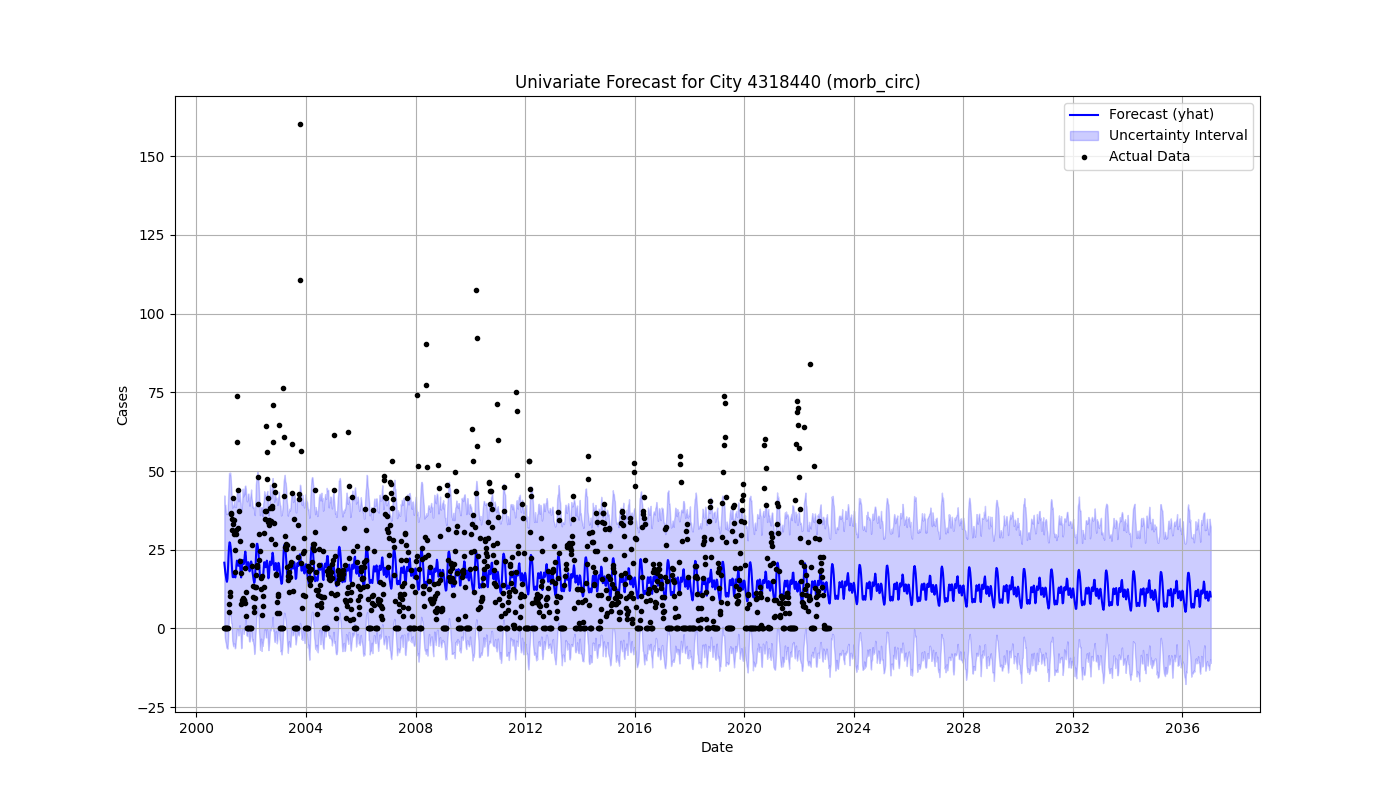 Univariate Forecast for City 4318440 (morb_circ)
Forecast (yhat)
Uncertainty Interval
Actual Data
150
125
100
75
50
25
0
−25
Cases
2000 2004 2008 2012 2016 2020 2024 2028 2032 2036
Date